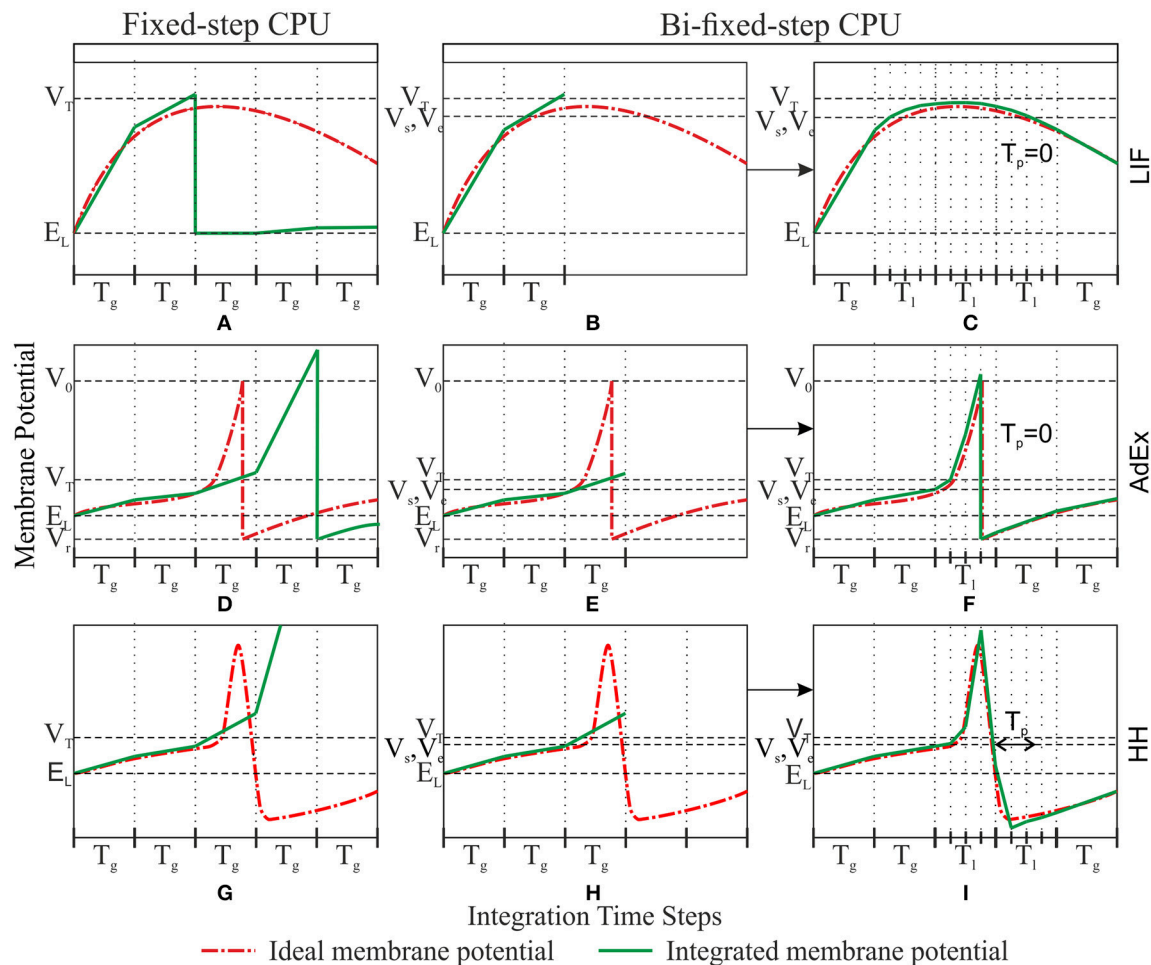 Fixed-step CPU
Bi-fixed-step CPU
V_T
E_L
T_g T_g T_g T_g T_g
A
V_T
V_s,V_e
E_L
T_g T_g
B
V_T
V_s,V_e
T_p=0
E_L
T_g T_l T_l T_l T_g
C
LIF
Membrane Potential
V_0
V_T
E_L
V_r
T_g T_g T_g T_g T_g
D
V_0
V_T
V_s,V_e
E_L
V_r
T_g T_g T_g
E
V_0
T_p=0
V_T
V_s,V_e
E_L
V_r
T_g T_g T_l T_g T_g
F
AdEx
V_T
E_L
T_g T_g T_g T_g T_g
G
V_T
V_s,V_e
E_L
T_g T_g T_g
H
V_T
V_s,V_e
T_p
E_L
T_g T_g T_l T_l T_g
I
HH
Integration Time Steps
Ideal membrane potential
Integrated membrane potential